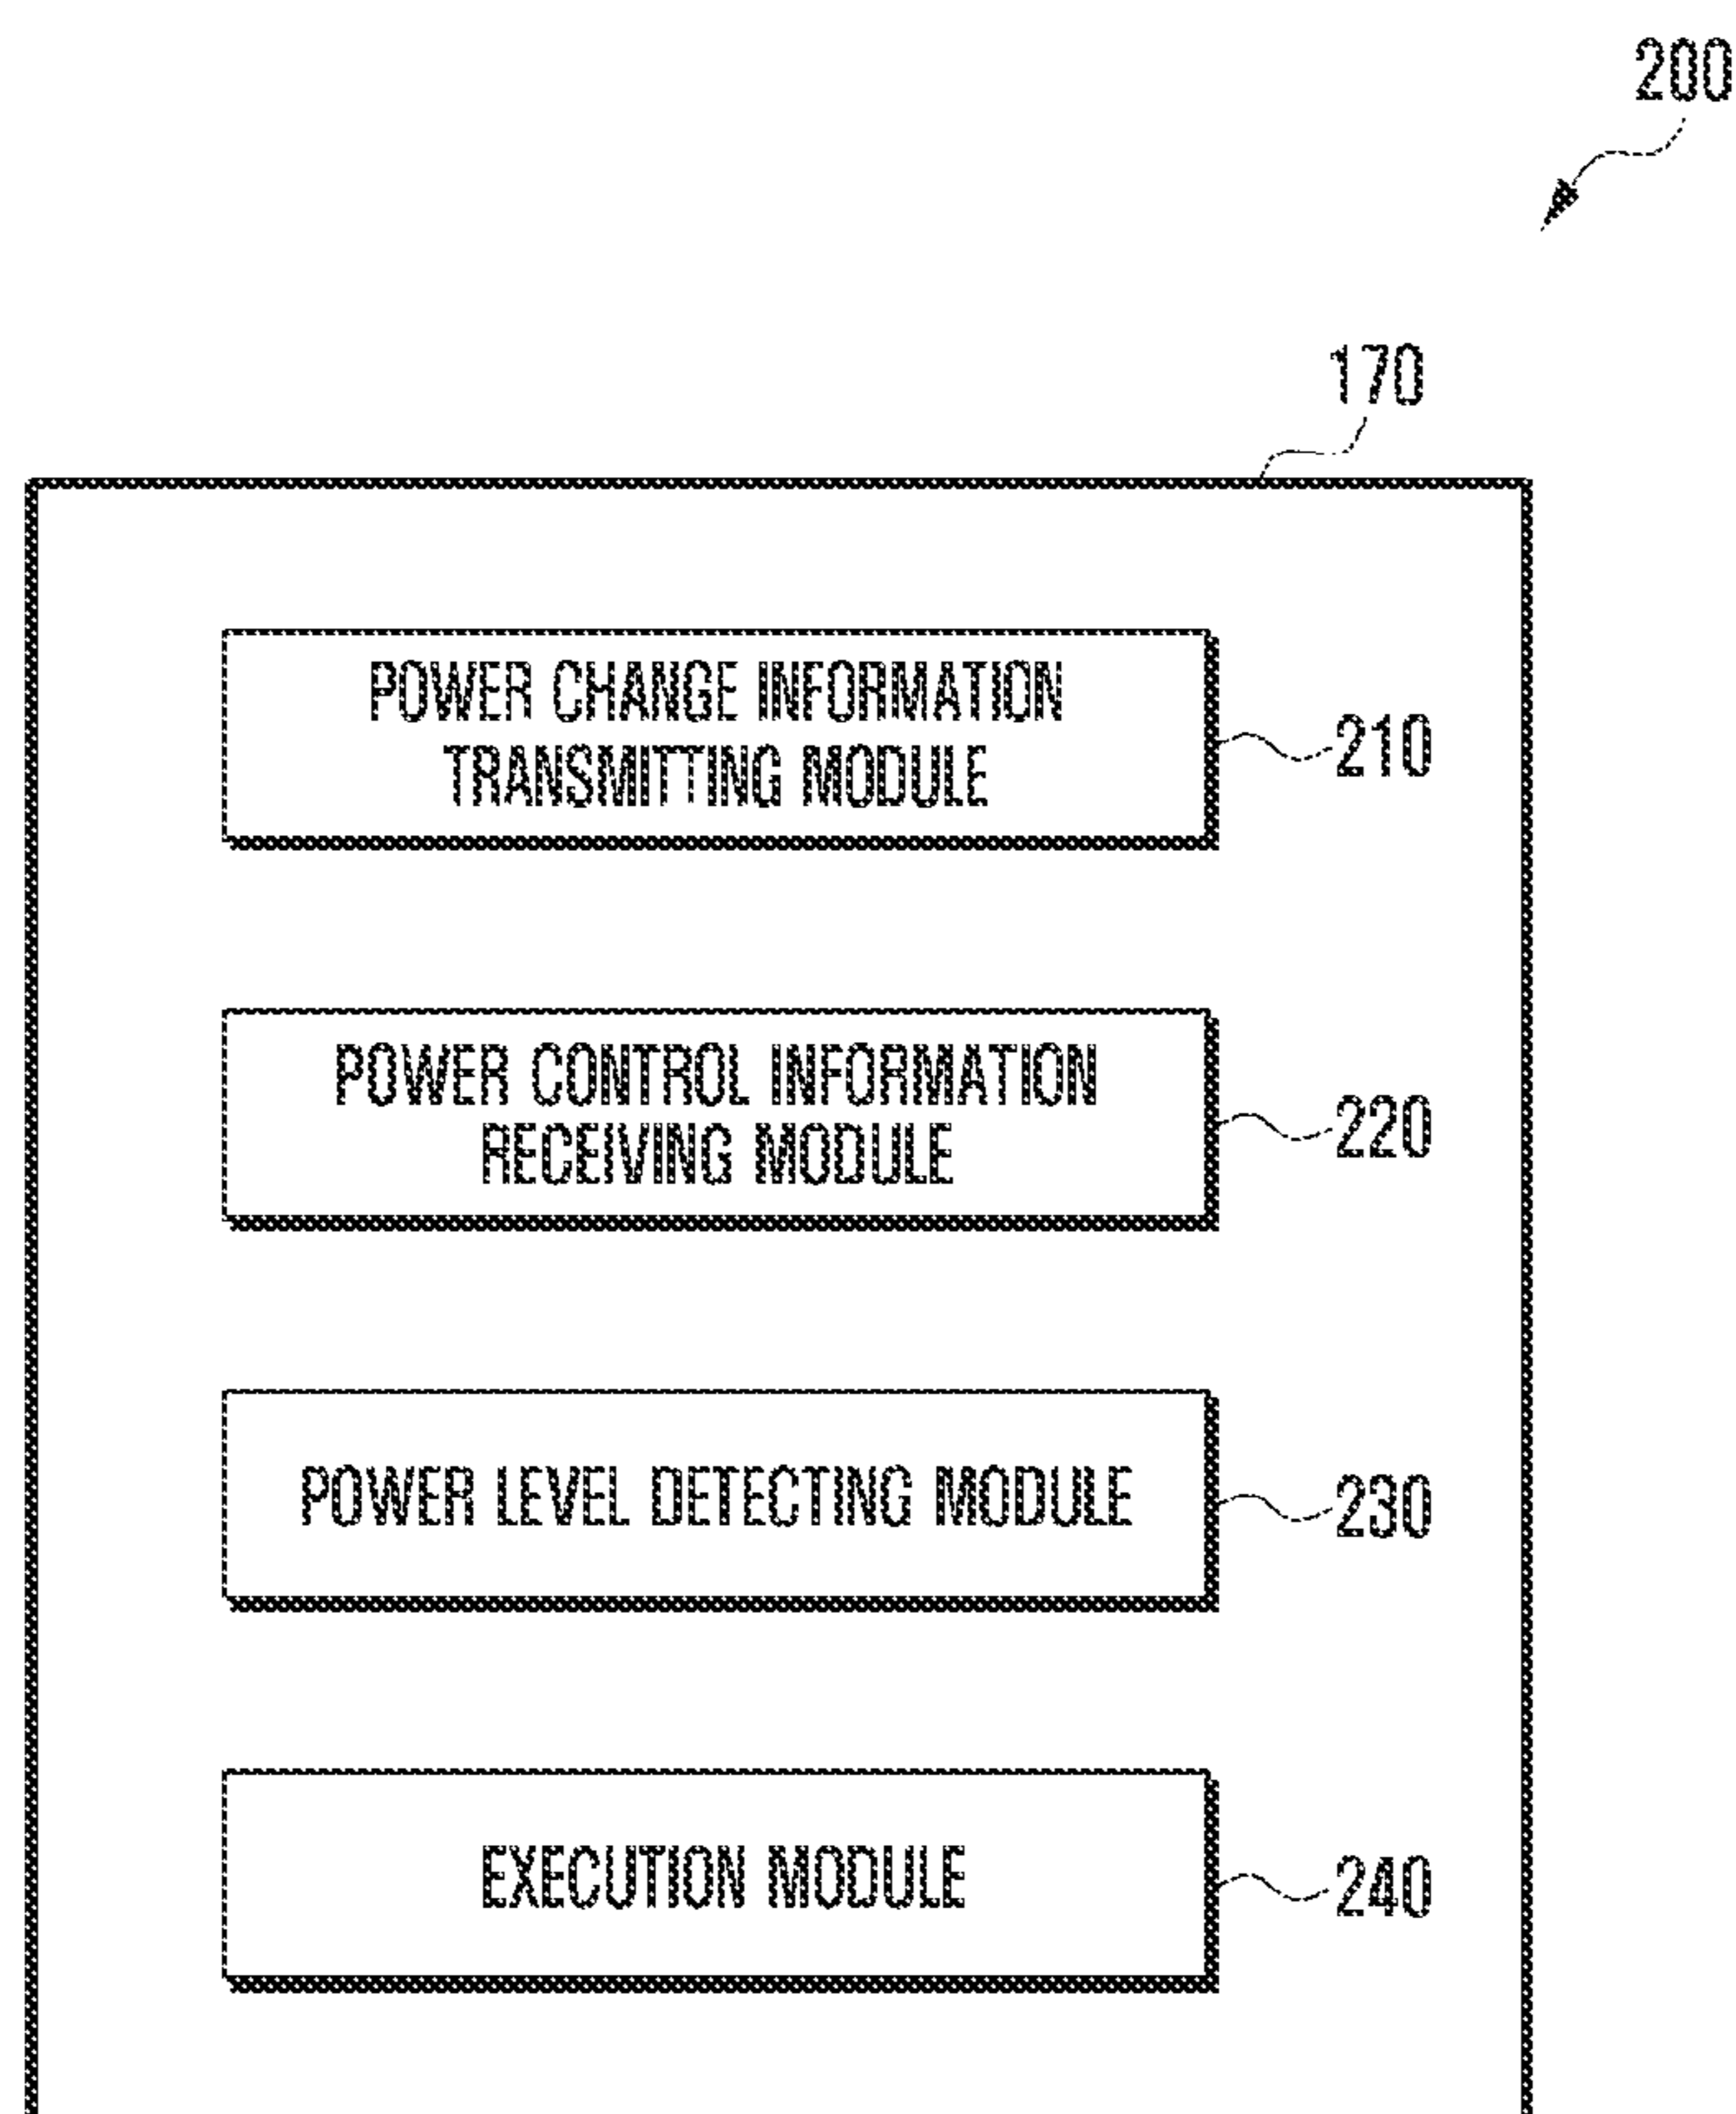 200
170
POWER CHANGE INFORMATION
TRANSMITTING MODULE
210
POWER CONTROL INFORMATION
RECEIVING MODULE
220
POWER LEVEL DETECTING MODULE
230
EXECUTION MODULE
240